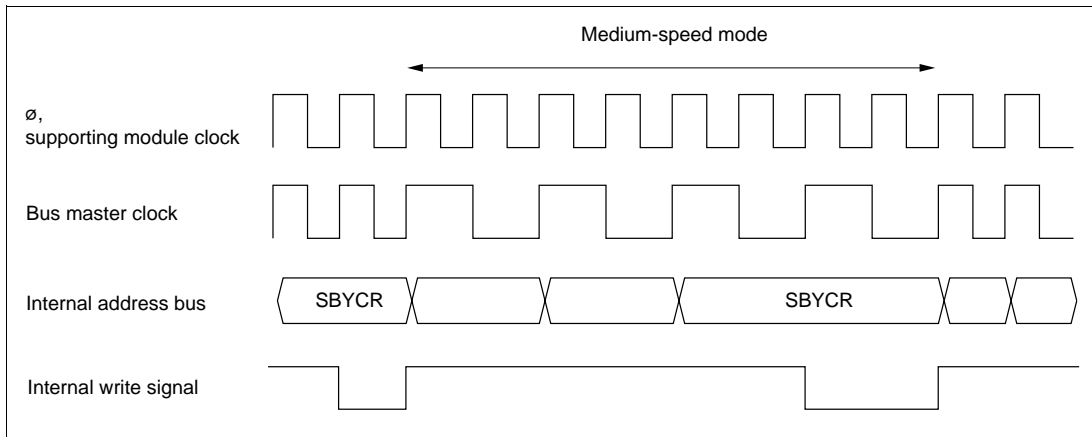 Medium-speed mode
ø,
supporting module clock
Bus master clock
Internal address bus
SBYCR
SBYCR
Internal write signal